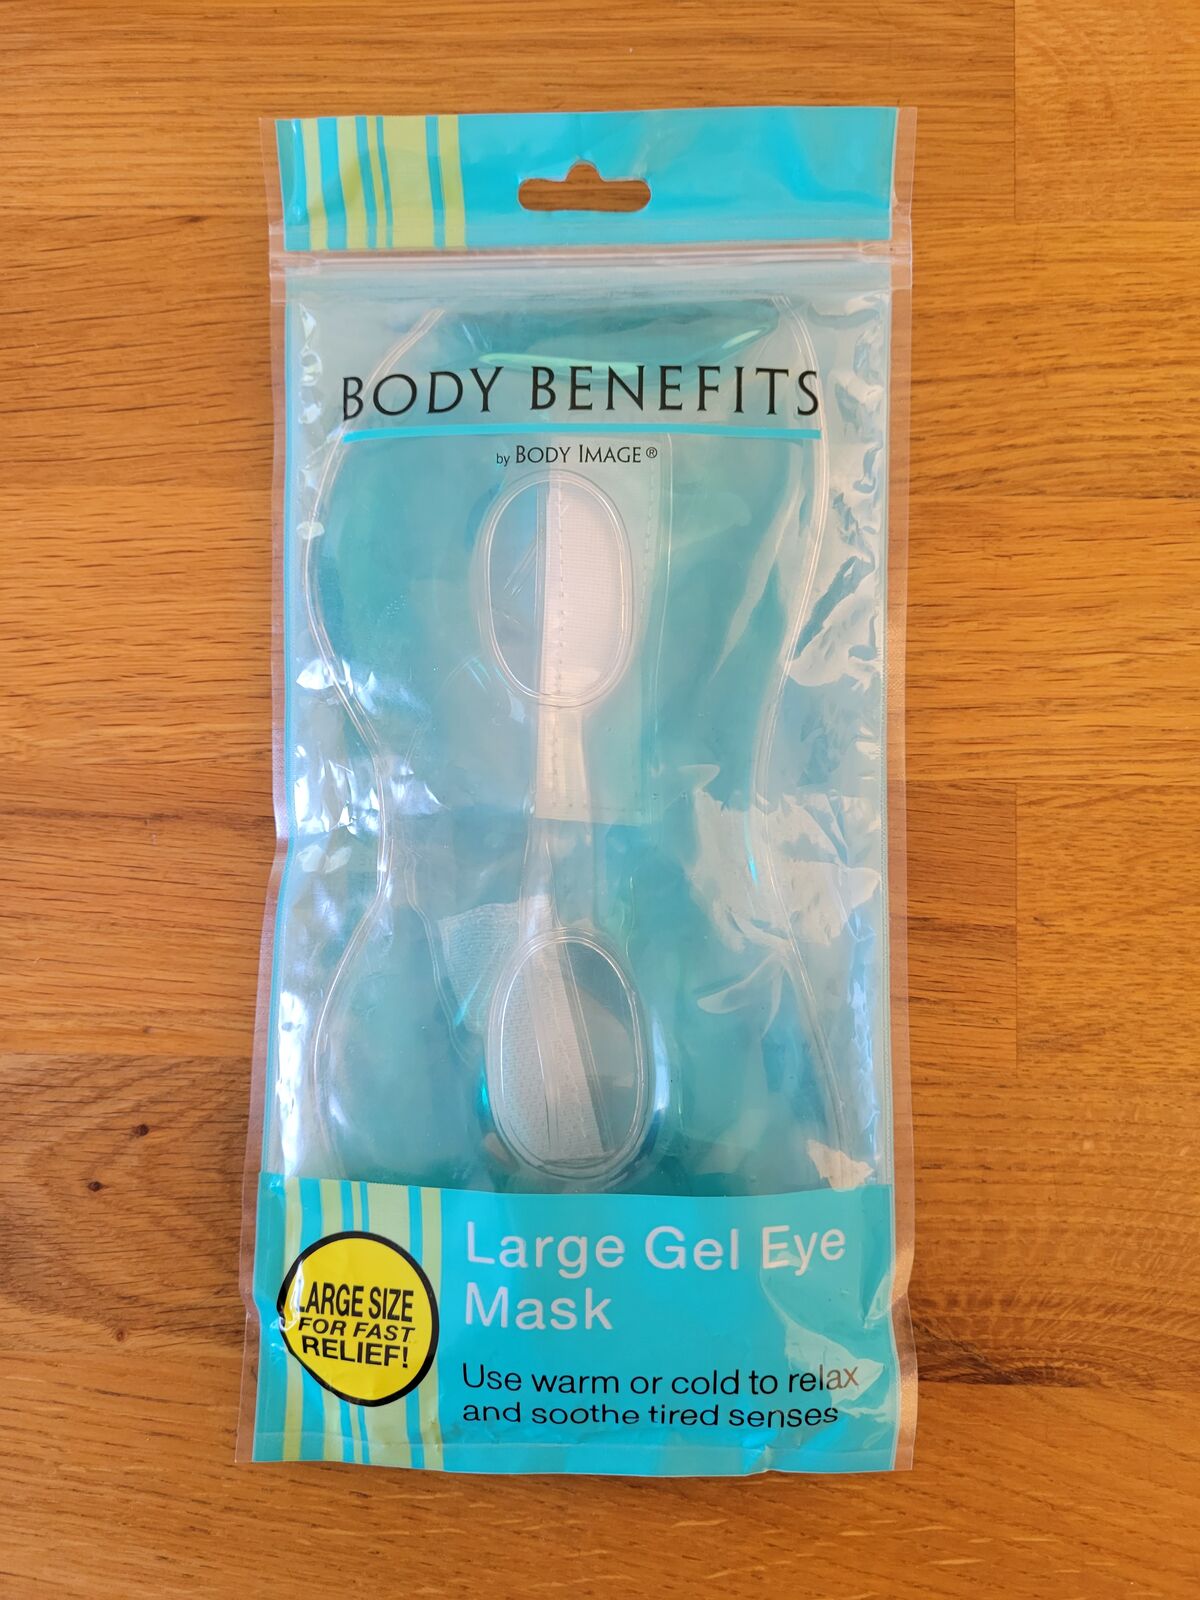 BODY BENEFITS
by BODY IMAGE®
Large Gel Eye
Mask
LARGE SIZE
FOR FAST
RELIEF!
Use warm or cold to relax
and soothe tired senses